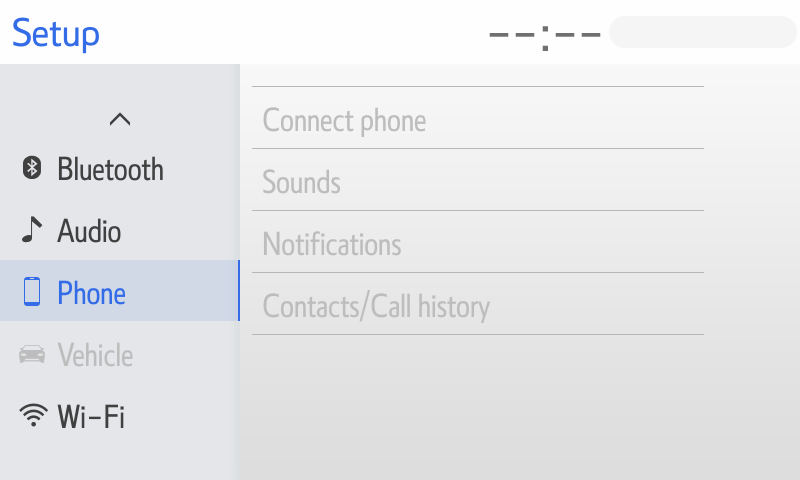 Setup
--:--
Bluetooth
Audio
Phone
Vehicle
Wi-Fi
Connect phone
Sounds
Notifications
Contacts/Call history